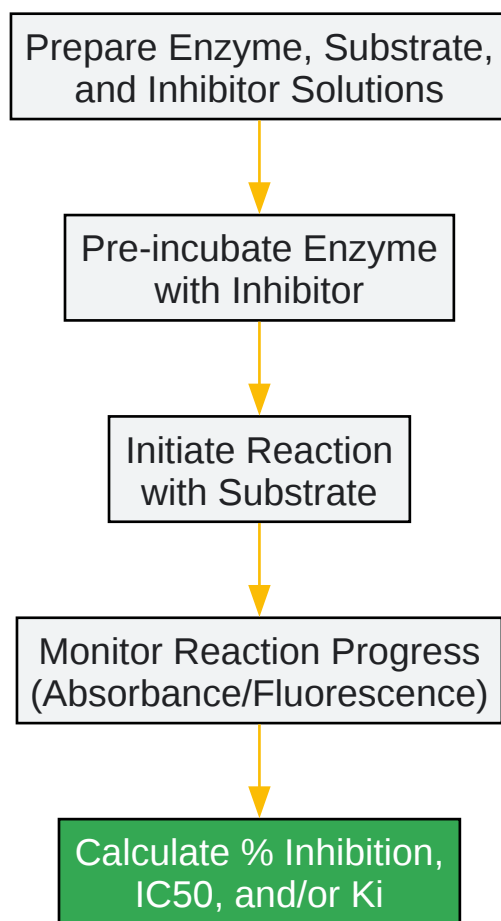 Prepare Enzyme, Substrate,
and Inhibitor Solutions
Pre-incubate Enzyme
with Inhibitor
Initiate Reaction
with Substrate
Monitor Reaction Progress
(Absorbance/Fluorescence)
Calculate % Inhibition,
IC50, and/or Ki